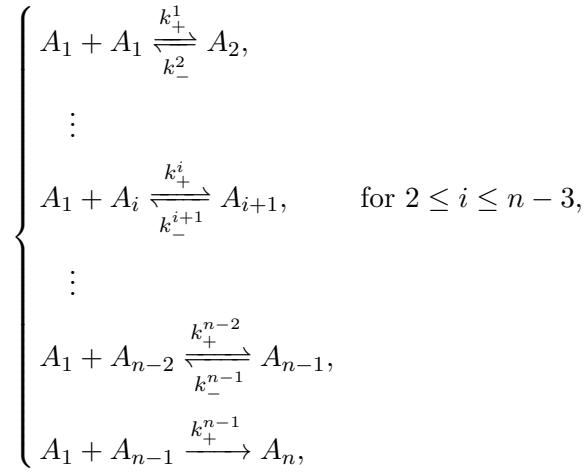 A_1 + A_1 \underset{k_-^2}{\overset{k_+^1}{\rightleftharpoons}} A_2,
⋮
A_1 + A_i \underset{k_-^{i+1}}{\overset{k_+^i}{\rightleftharpoons}} A_{i+1}, for 2 ≤ i ≤ n − 3,
⋮
A_1 + A_{n-2} \underset{k_-^{n-1}}{\overset{k_+^{n-2}}{\rightleftharpoons}} A_{n-1},
A_1 + A_{n-1} \xrightarrow{k_+^{n-1}} A_n,